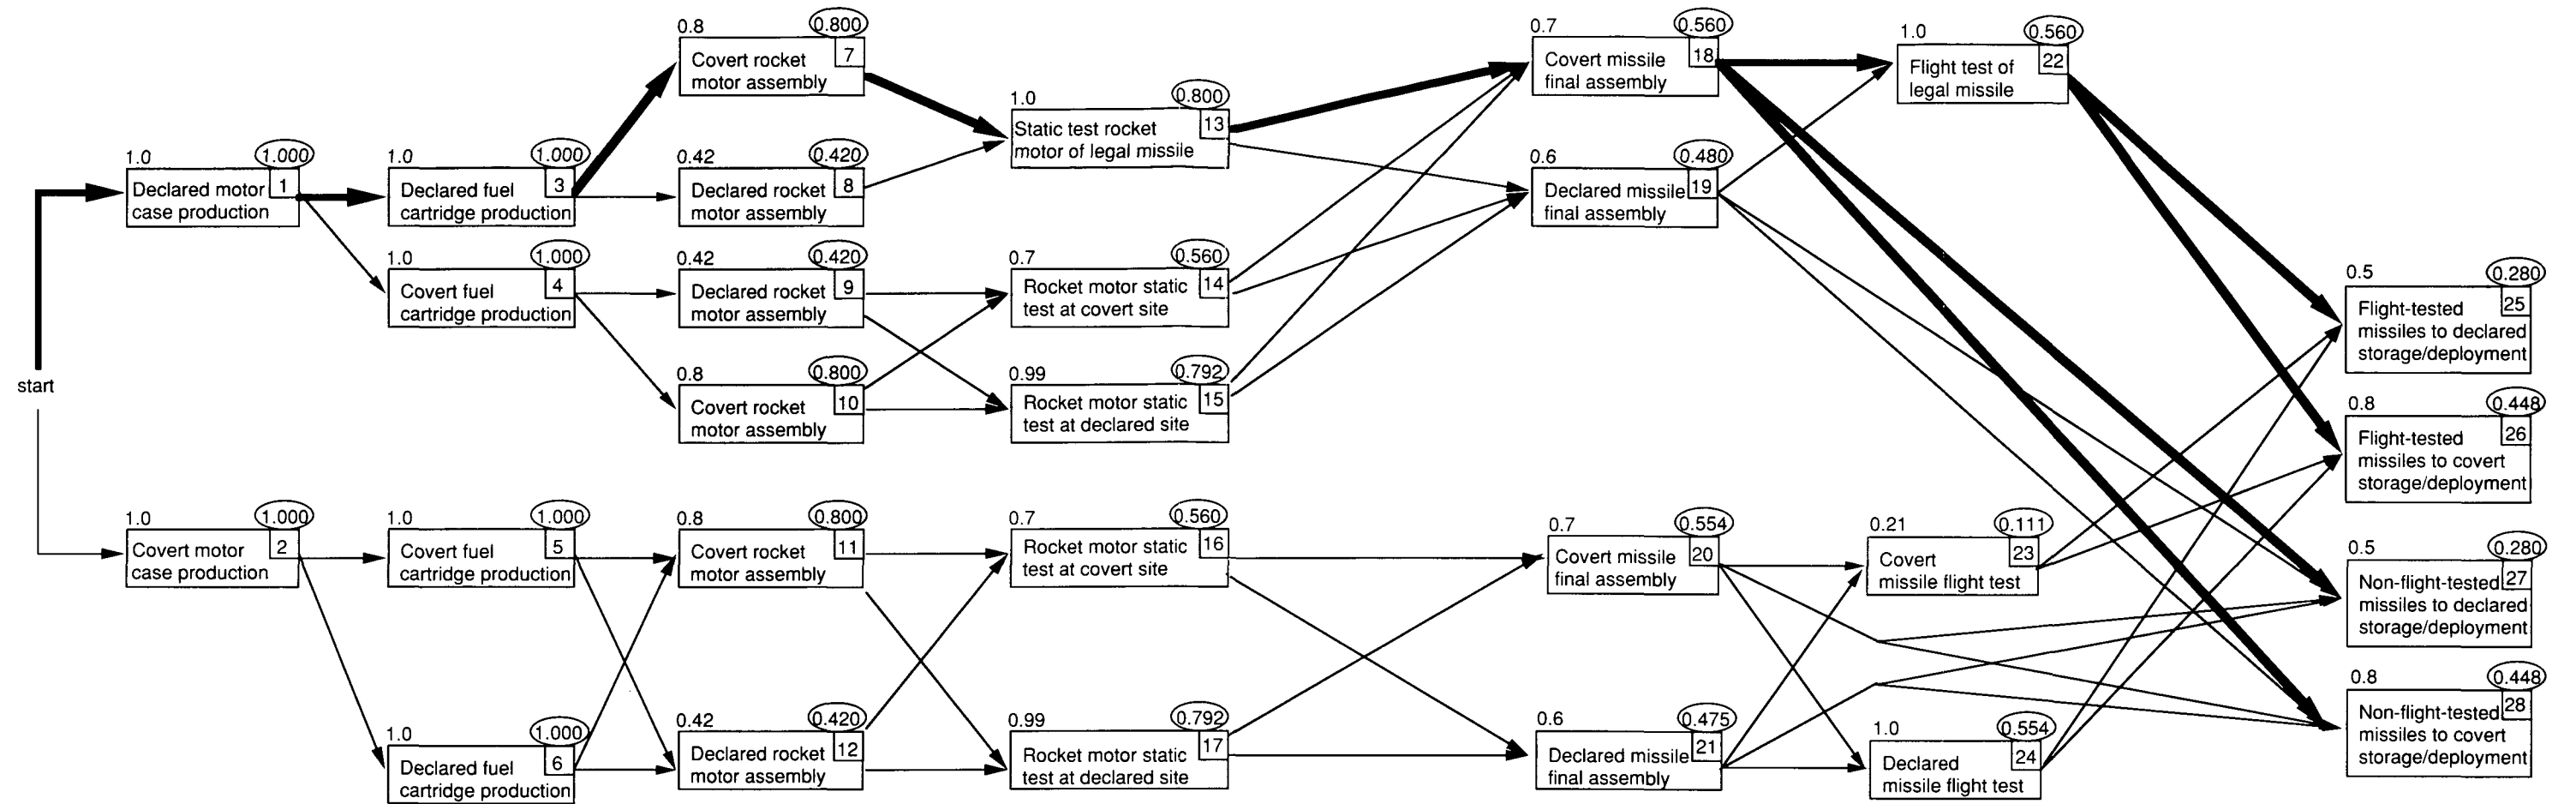 start
1.0
1.000
Declared motor
1
case production
1.0
1.000
Covert motor
2
case production
1.0
1.000
Declared fuel
3
cartridge production
1.0
1.000
Covert fuel
4
cartridge production
1.0
1.000
Covert fuel
5
cartridge production
1.0
1.000
Declared fuel
6
cartridge production
0.8
0.800
Covert rocket
7
motor assembly
0.42
0.420
Declared rocket
8
motor assembly
0.42
0.420
Declared rocket
9
motor assembly
0.8
0.800
Covert rocket
10
motor assembly
0.8
0.800
Covert rocket
11
motor assembly
0.42
0.420
Declared rocket
12
motor assembly
1.0
0.800
Static test rocket
13
motor of legal missile
0.7
0.560
Rocket motor static
14
test at covert site
0.99
0.792
Rocket motor static
15
test at declared site
0.7
0.560
Rocket motor static
16
test at covert site
0.99
0.792
Rocket motor static
17
test at declared site
0.7
0.560
Covert missile
18
final assembly
0.6
0.480
Declared missile
19
final assembly
0.7
0.554
Covert missile
20
final assembly
0.6
0.475
Declared missile
21
final assembly
1.0
0.560
Flight test of
22
legal missile
0.21
0.111
Covert
23
missile flight test
1.0
0.554
Declared
24
missile flight test
0.5
0.280
Flight-tested
25
missiles to declared
storage/deployment
0.8
0.448
Flight-tested
26
missiles to covert
storage/deployment
0.5
0.280
Non-flight-tested
27
missiles to declared
storage/deployment
0.8
0.448
Non-flight-tested
28
missiles to covert
storage/deployment